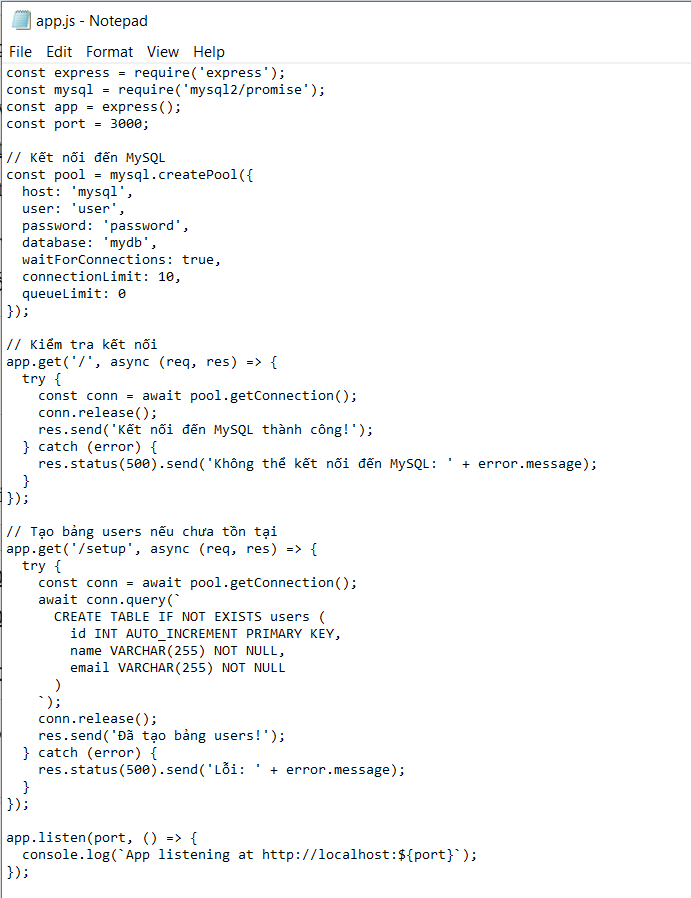 app.js - Notepad
File Edit Format View Help
const express = require('express');
const mysql = require('mysql2/promise');
const app = express();
const port = 3000;

// Kết nối đến MySQL
const pool = mysql.createPool({
  host: 'mysql',
  user: 'user',
  password: 'password',
  database: 'mydb',
  waitForConnections: true,
  connectionLimit: 10,
  queueLimit: 0
});

// Kiểm tra kết nối
app.get('/', async (req, res) => {
  try {
    const conn = await pool.getConnection();
    conn.release();
    res.send('Kết nối đến MySQL thành công!');
  } catch (error) {
    res.status(500).send('Không thể kết nối đến MySQL: ' + error.message);
  }
});

// Tạo bảng users nếu chưa tồn tại
app.get('/setup', async (req, res) => {
  try {
    const conn = await pool.getConnection();
    await conn.query(`
      CREATE TABLE IF NOT EXISTS users (
        id INT AUTO_INCREMENT PRIMARY KEY,
        name VARCHAR(255) NOT NULL,
        email VARCHAR(255) NOT NULL
      )
    `);
    conn.release();
    res.send('Đã tạo bảng users!');
  } catch (error) {
    res.status(500).send('Lỗi: ' + error.message);
  }
});

app.listen(port, () => {
  console.log(`App listening at http://localhost:${port}`);
});